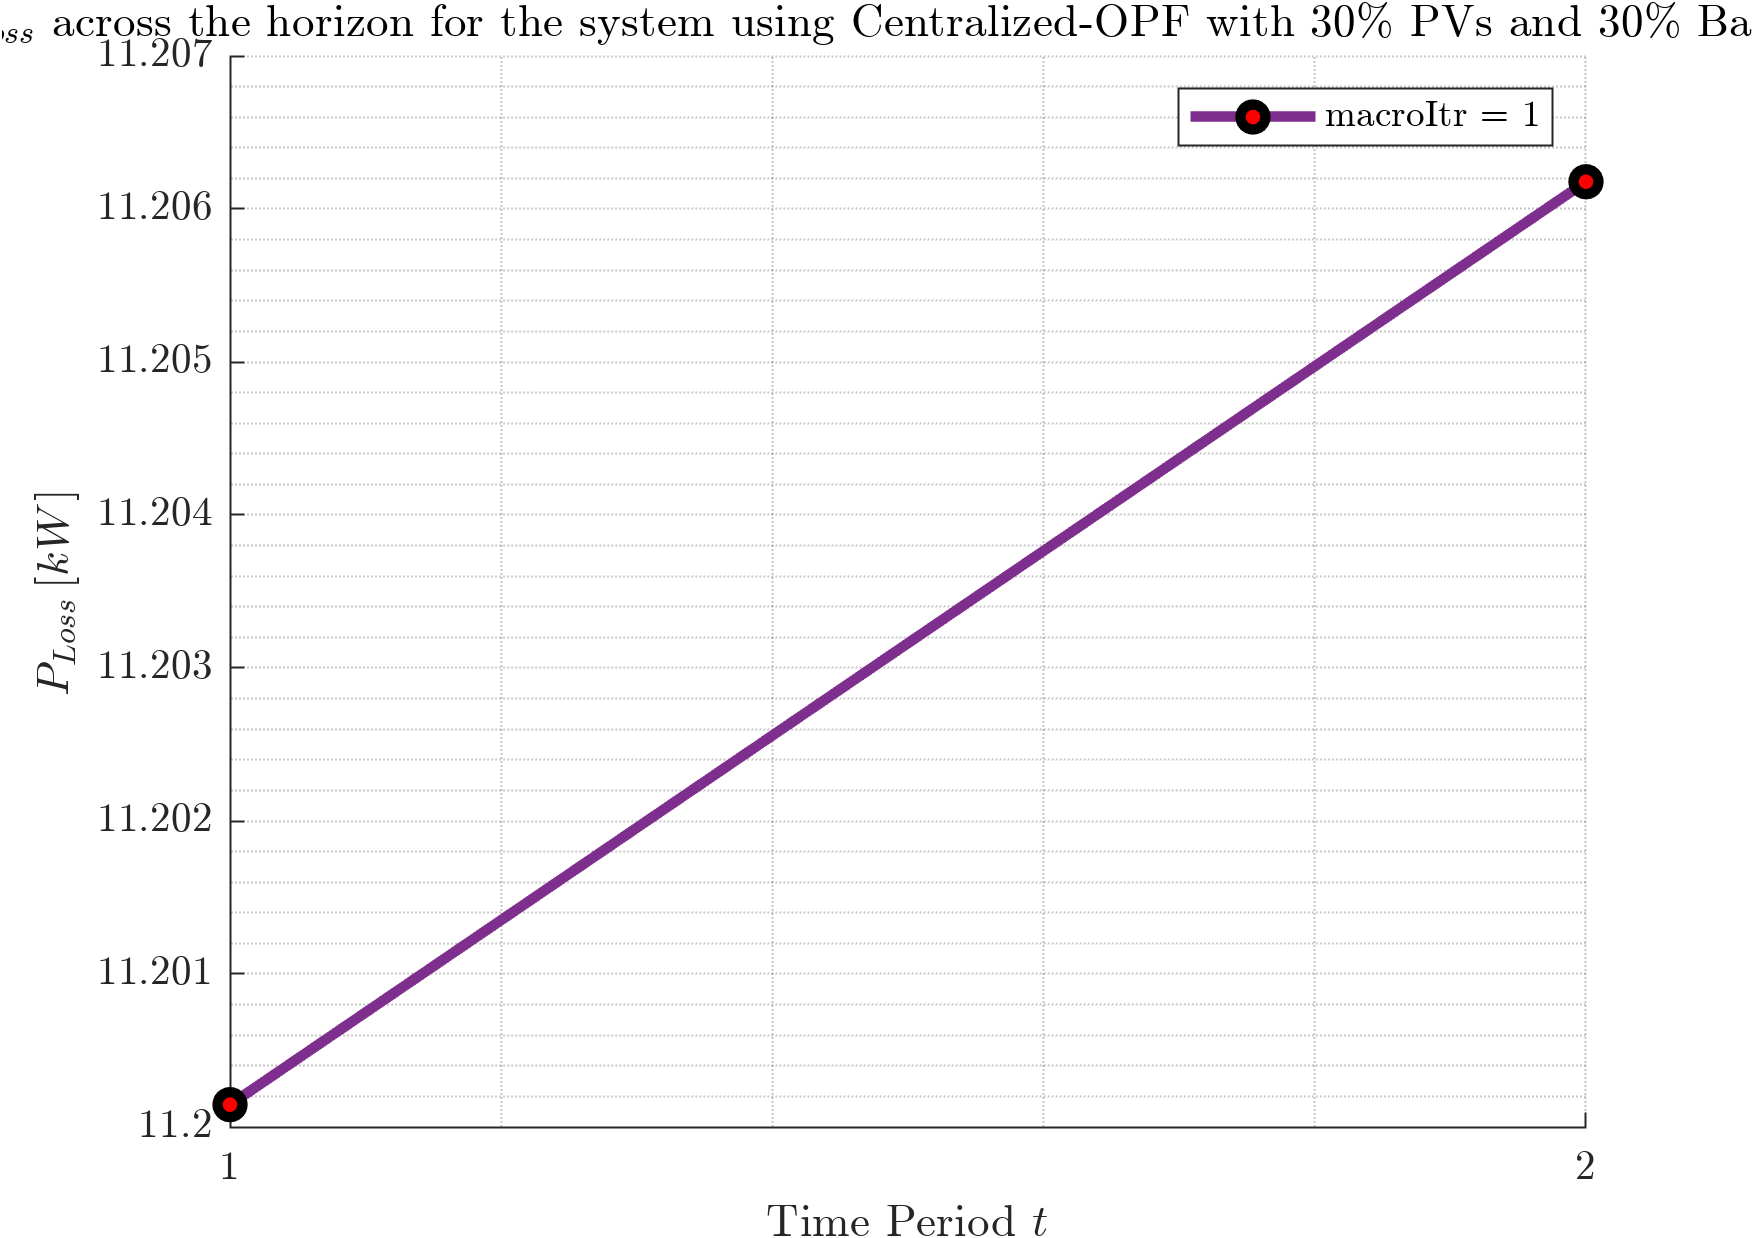 across the horizon for the system using Centralized-OPF with 30% PVs and 30%
11.207
macroItr = 1
11.206
11.205
11.204
11.203
11.202
11.201
11.2
P_Loss [kW]
1
2
Time Period t